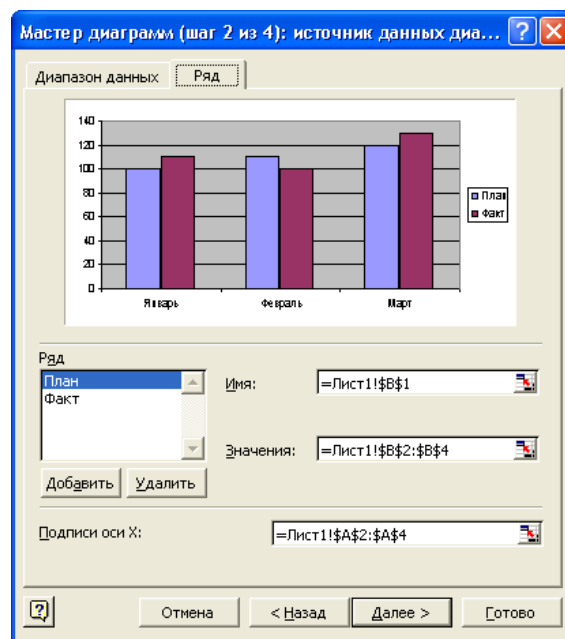 Мастер диаграмм (шаг 2 из 4): источник данных диа...
Диапазон данных Ряд
140
120
100
80
60
40
20
0
Январь Февраль Март
План
Факт
Ряд
План
Факт
Имя: =Лист1!$B$1
Значения: =Лист1!$B$2:$B$4
Добавить Удалить
Подписи оси X: =Лист1!$A$2:$A$4
Отмена < Назад Далее > Готово